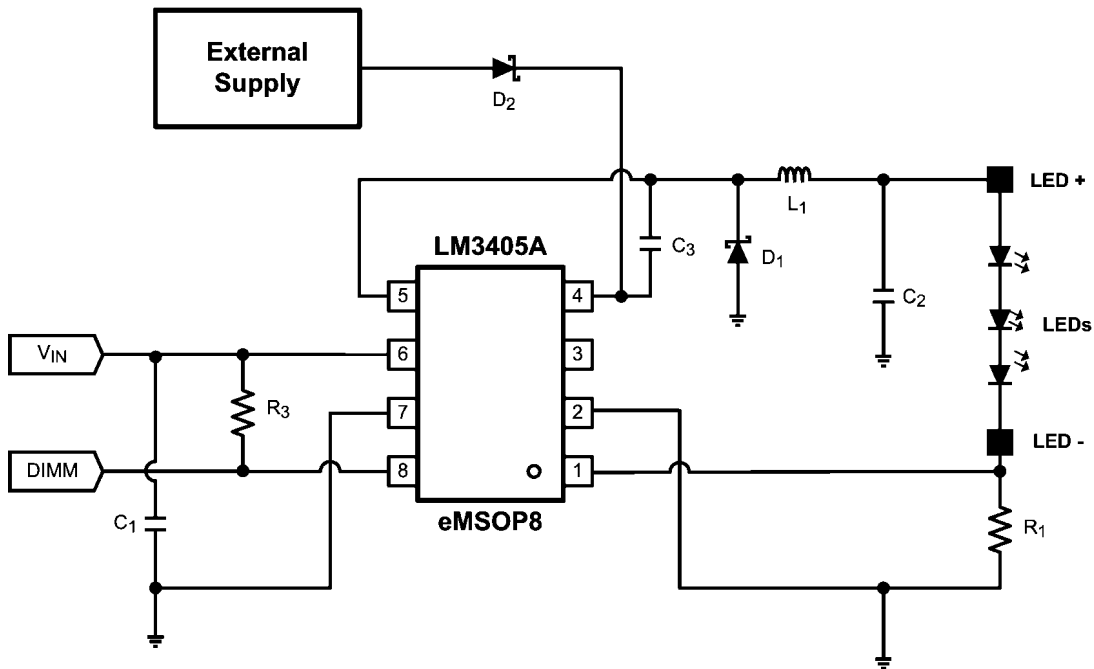 External
Supply
D2
LED +
L1
LM3405A
C3
D1
C2
5
4
LEDs
VIN
6
3
R3
7
2
LED -
DIMM
8
1
C1
eMSOP8
R1